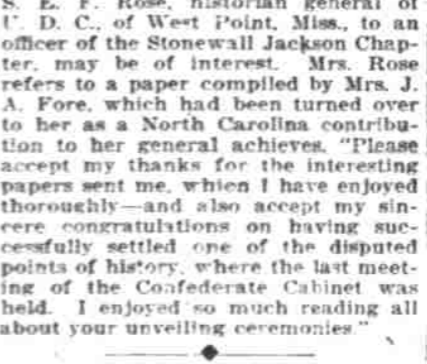 S. E. F. Rose, historian general of
U. D. C., of West Point, Miss., to an
officer of the Stonewall Jackson Chap-
ter, may be of interest. Mrs. Rose
refers to a paper compiled by Mrs. J.
A. Fore, which had been turned over
to her as a North Carolina contribu-
tion to her general achieves. "Please
accept my thanks for the interesting
papers sent me, which I have enjoyed
thoroughly—and also accept my sin-
cere congratulations on having suc-
cessfully settled one of the disputed
points of history, where the last meet-
ing of the Confederate Cabinet was
held. I enjoyed so much reading all
about your unveiling ceremonies."